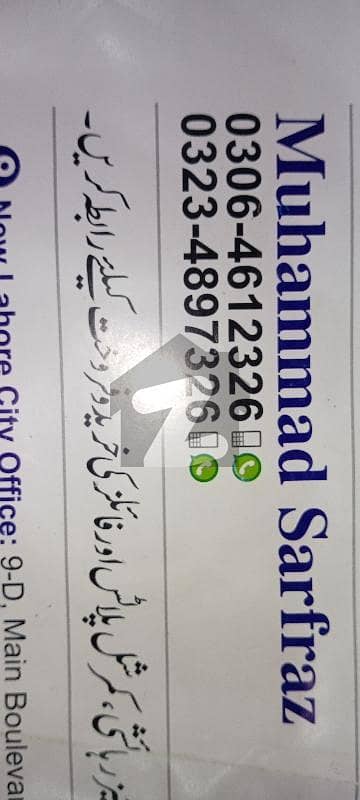 Muhammad Sarfraz
0306-4612326
0323-4897326
رہائشی، کمرشل پلاٹس اور فائلز کی خرید و فروخت کیلئے رابطہ کریں۔
New Lahore City Office: 9-D, Main